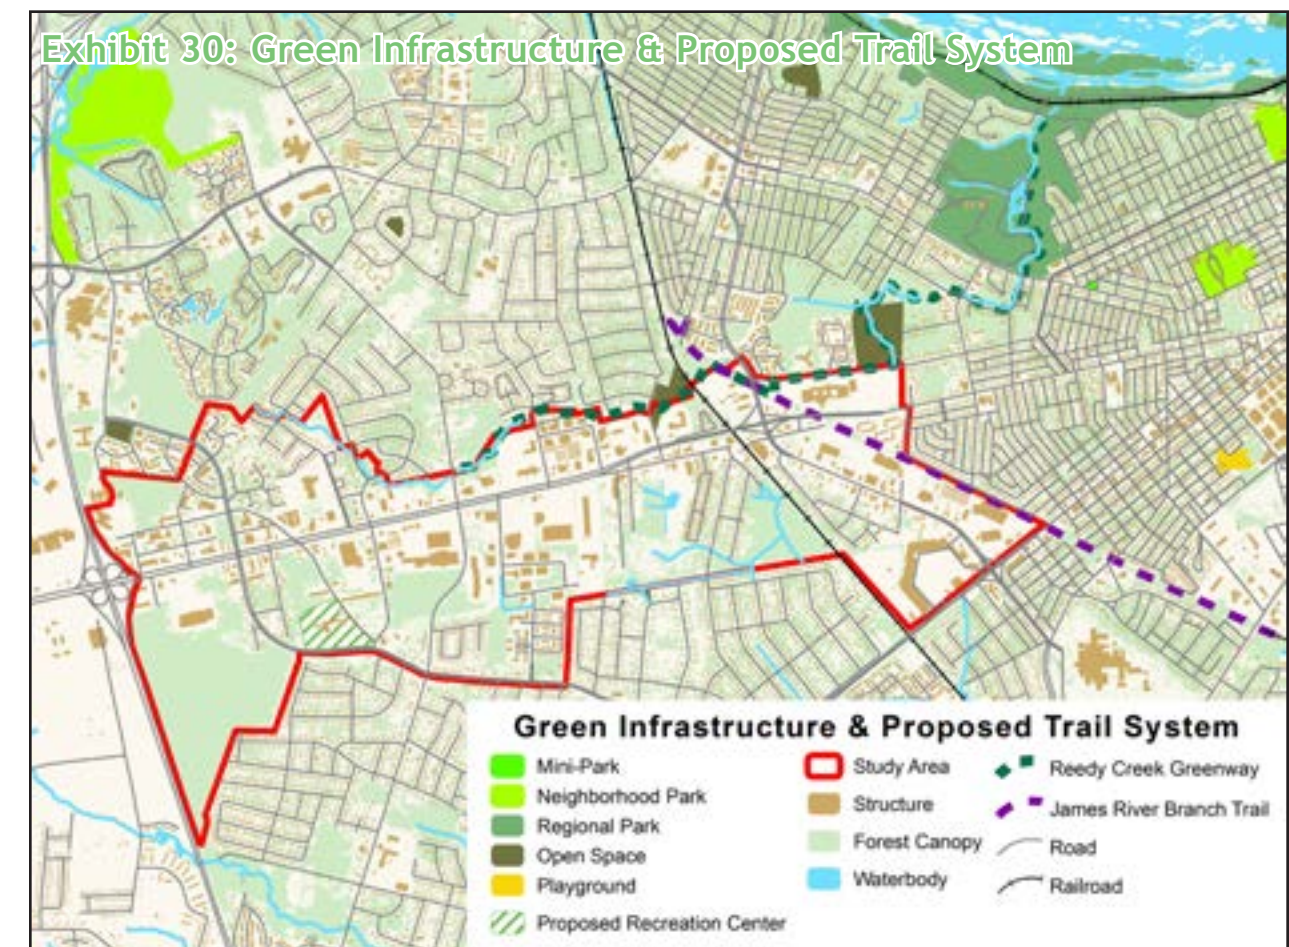 Exhibit 30: Green Infrastructure & Proposed Trail System
Green Infrastructure & Proposed Trail System
Mini-Park
Neighborhood Park
Regional Park
Open Space
Playground
Proposed Recreation Center
Study Area
Structure
Forest Canopy
Waterbody
Reedy Creek Greenway
James River Branch Trail
Road
Railroad